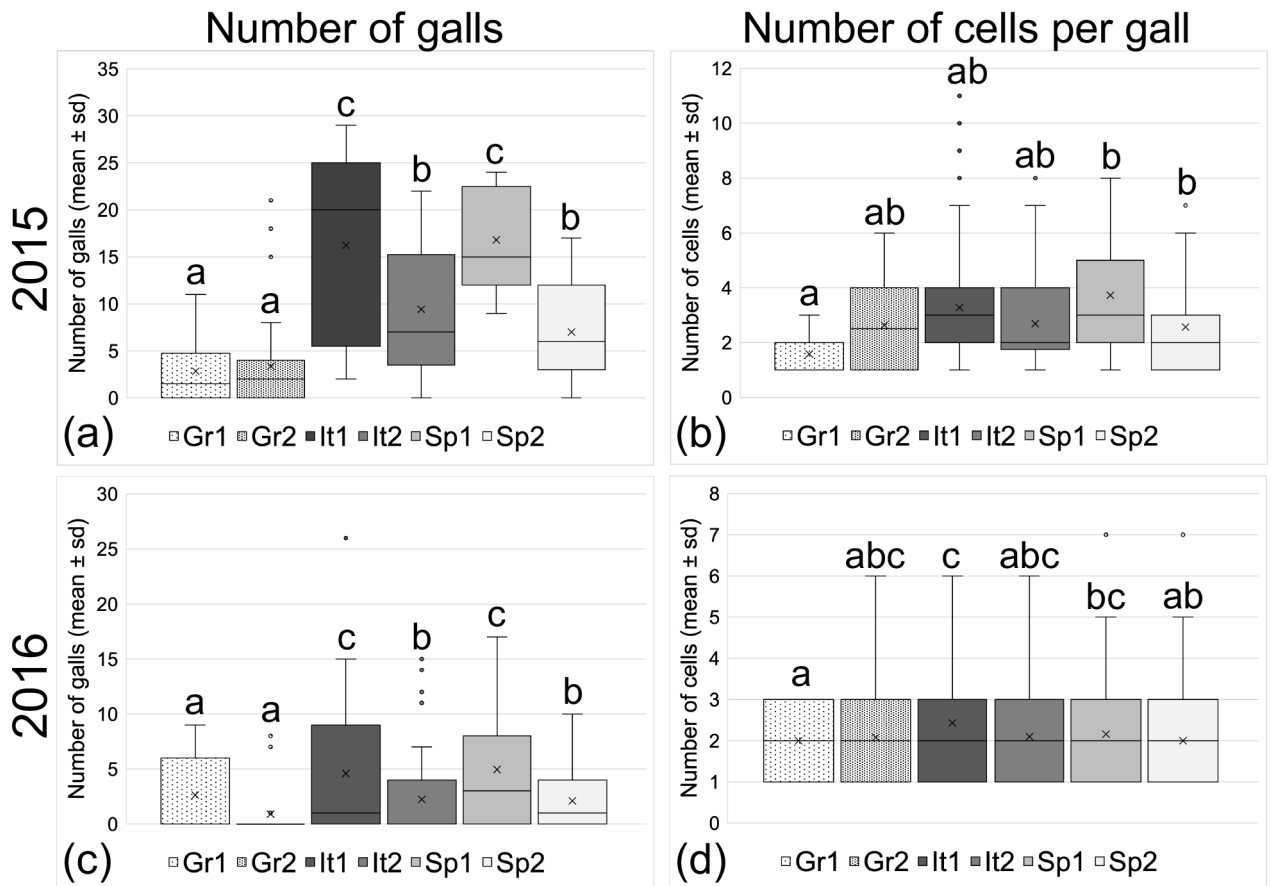 Number of galls
Number of cells per gall
2015
Number of galls (mean ± sd)
35
30
25
20
15
10
5
0
a
a
c
b
c
b
(a)
Gr1 Gr2 It1 It2 Sp1 Sp2
Number of cells (mean ± sd)
12
10
8
6
4
2
0
a
ab
ab
ab
b
b
(b)
Gr1 Gr2 It1 It2 Sp1 Sp2
2016
Number of galls (mean ± sd)
30
25
20
15
10
5
0
a
a
c
b
c
b
(c)
Gr1 Gr2 It1 It2 Sp1 Sp2
Number of cells (mean ± sd)
8
7
6
5
4
3
2
1
0
a
abc
c
abc
bc
ab
(d)
Gr1 Gr2 It1 It2 Sp1 Sp2